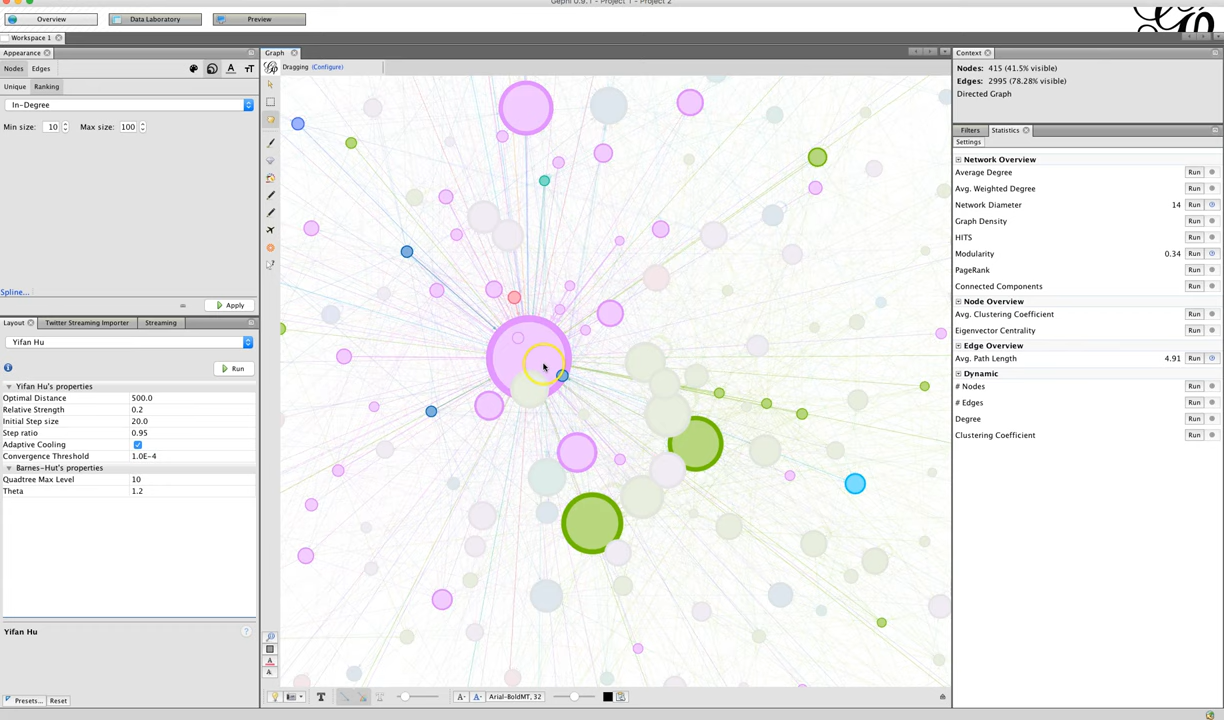 Gephi 0.9.1 - Project 1 - Project 2
Overview
Data Laboratory
Preview
Workspace 1
Appearance
Nodes Edges
Unique Ranking
In-Degree
Min size: 10 Max size: 100
Spline...
Apply
Layout Twitter Streaming Importer Streaming
Yifan Hu
Run
Yifan Hu's properties
Optimal Distance 500.0
Relative Strength 0.2
Initial Step size 20.0
Step ratio 0.95
Adaptive Cooling
Convergence Threshold 1.0E-4
Barnes-Hut's properties
Quadtree Max Level 10
Theta 1.2
Yifan Hu
Presets... Reset
Graph
Dragging (Configure)
Arial-BoldMT, 32
Context
Nodes: 415 (41.5% visible)
Edges: 2995 (78.28% visible)
Directed Graph
Filters Statistics
Settings
Network Overview
Average Degree Run
Avg. Weighted Degree Run
Network Diameter 14 Run
Graph Density Run
HITS Run
Modularity 0.34 Run
PageRank Run
Connected Components Run
Node Overview
Avg. Clustering Coefficient Run
Eigenvector Centrality Run
Edge Overview
Avg. Path Length 4.91 Run
Dynamic
# Nodes Run
# Edges Run
Degree Run
Clustering Coefficient Run